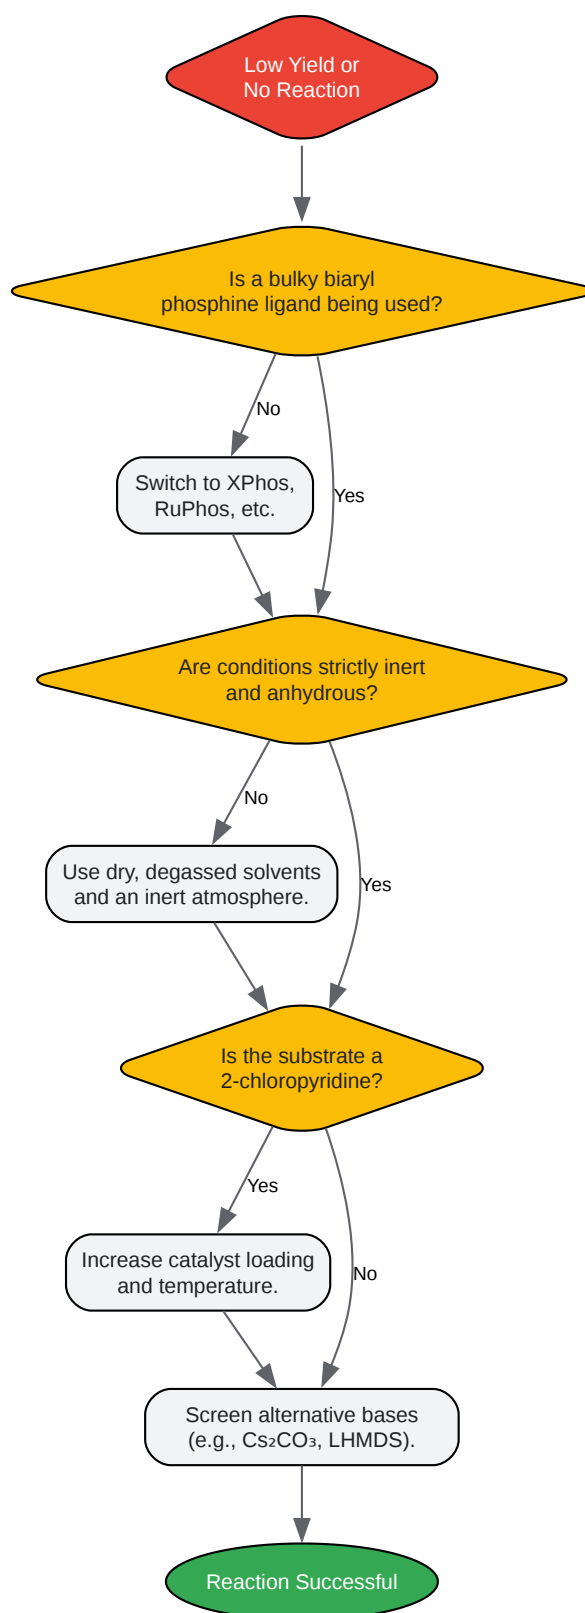 Low Yield or
No Reaction
Is a bulky biaryl
phosphine ligand being used?
No
Yes
Switch to XPhos,
RuPhos, etc.
Are conditions strictly inert
and anhydrous?
No
Yes
Use dry, degassed solvents
and an inert atmosphere.
Is the substrate a
2-chloropyridine?
Yes
No
Increase catalyst loading
and temperature.
Screen alternative bases
(e.g., Cs₂CO₃, LHMDS).
Reaction Successful